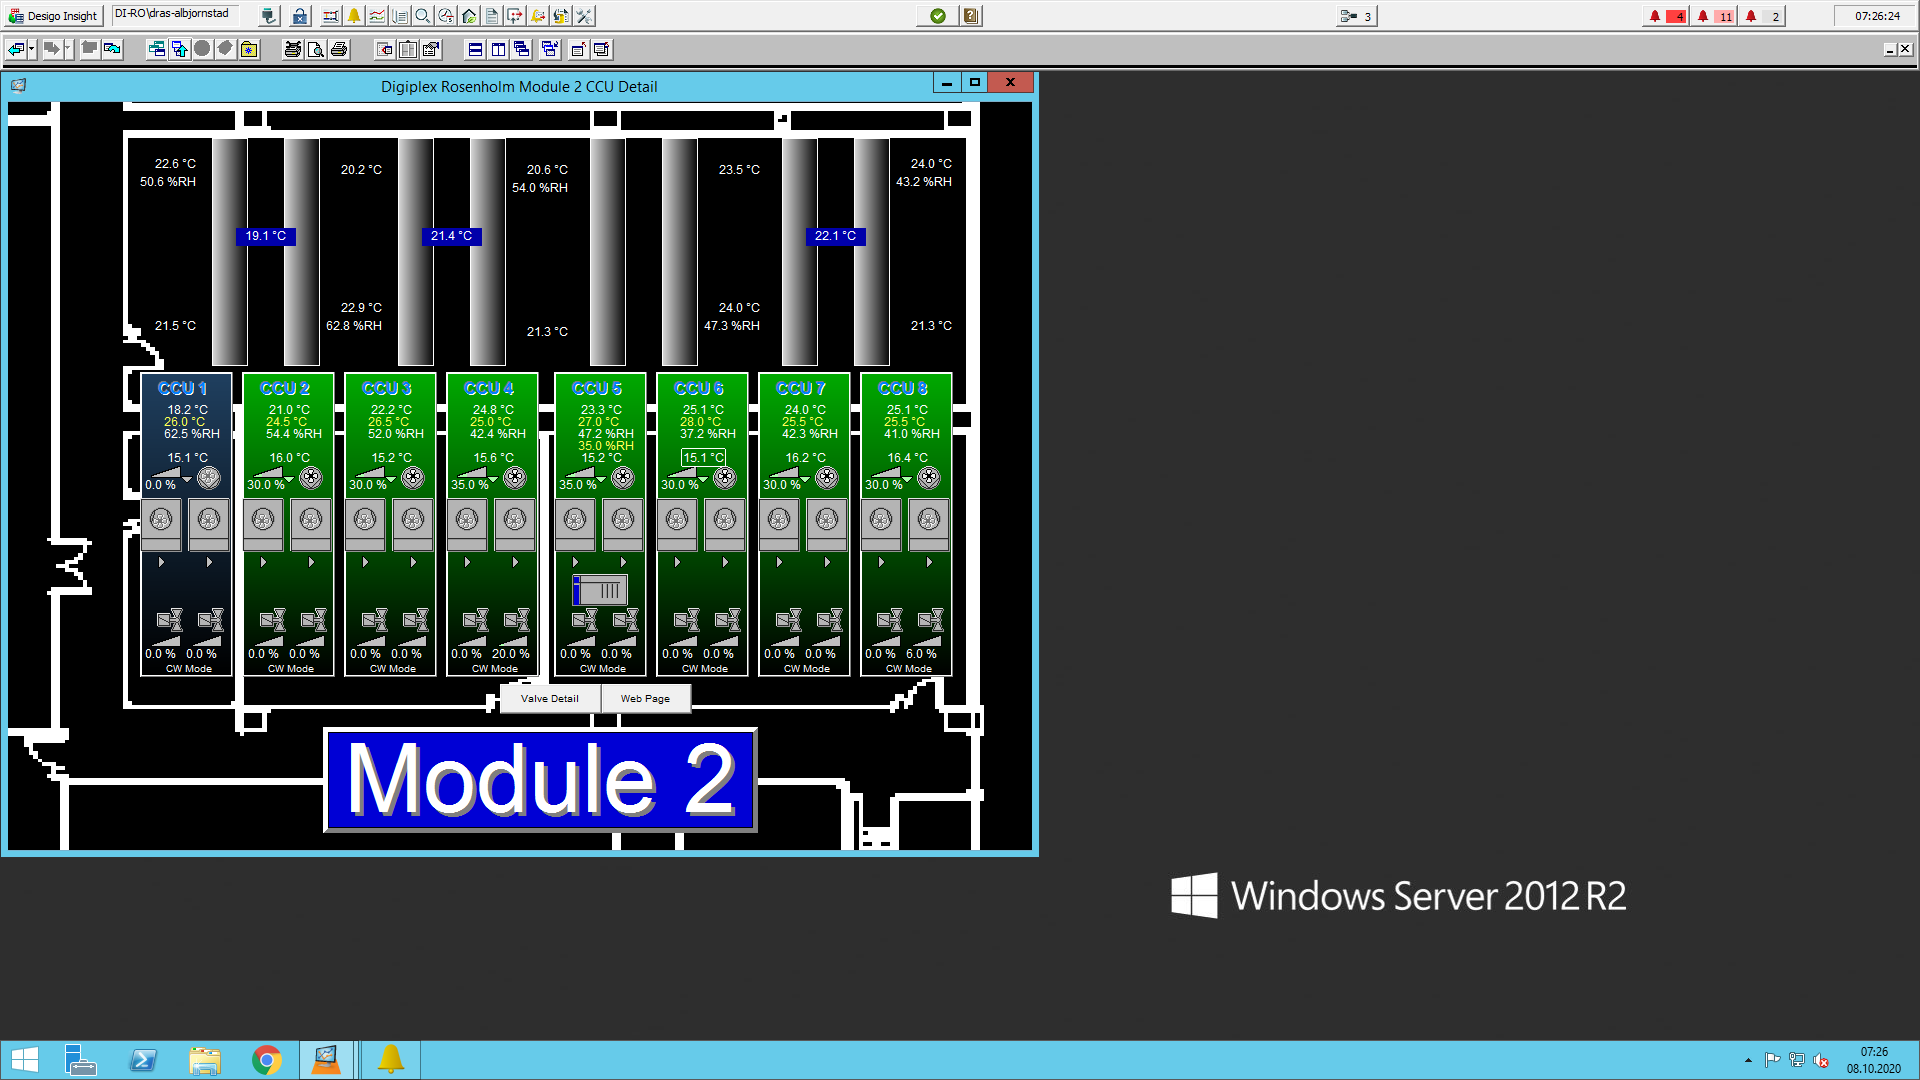 Desigo Insight
DI-RO\dras-albjornstad
3
4
11
2
07:26:24
Digiplex Rosenholm Module 2 CCU Detail
22.6 °C
50.6 %RH
20.2 °C
20.6 °C
54.0 %RH
23.5 °C
24.0 °C
43.2 %RH
19.1 °C
21.4 °C
22.1 °C
21.5 °C
22.9 °C
62.8 %RH
21.3 °C
24.0 °C
47.3 %RH
21.3 °C
CCU 1
18.2 °C
26.0 °C
62.5 %RH
15.1 °C
0.0 %
0.0 % 0.0 %
CW Mode
CCU 2
21.0 °C
24.5 °C
54.4 %RH
16.0 °C
30.0 %
0.0 % 0.0 %
CW Mode
CCU 3
22.2 °C
26.5 °C
52.0 %RH
15.2 °C
30.0 %
0.0 % 0.0 %
CW Mode
CCU 4
24.8 °C
25.0 °C
42.4 %RH
15.6 °C
35.0 %
0.0 % 20.0 %
CW Mode
CCU 5
23.3 °C
27.0 °C
47.2 %RH
35.0 %RH
15.2 °C
35.0 %
0.0 % 0.0 %
CW Mode
CCU 6
25.1 °C
28.0 °C
37.2 %RH
15.1 °C
30.0 %
0.0 % 0.0 %
CW Mode
CCU 7
24.0 °C
25.5 °C
42.3 %RH
16.2 °C
30.0 %
0.0 % 0.0 %
CW Mode
CCU 8
25.1 °C
25.5 °C
41.0 %RH
16.4 °C
30.0 %
0.0 % 6.0 %
CW Mode
Valve Detail
Web Page
Module 2
Windows Server 2012 R2
07:26
08.10.2020